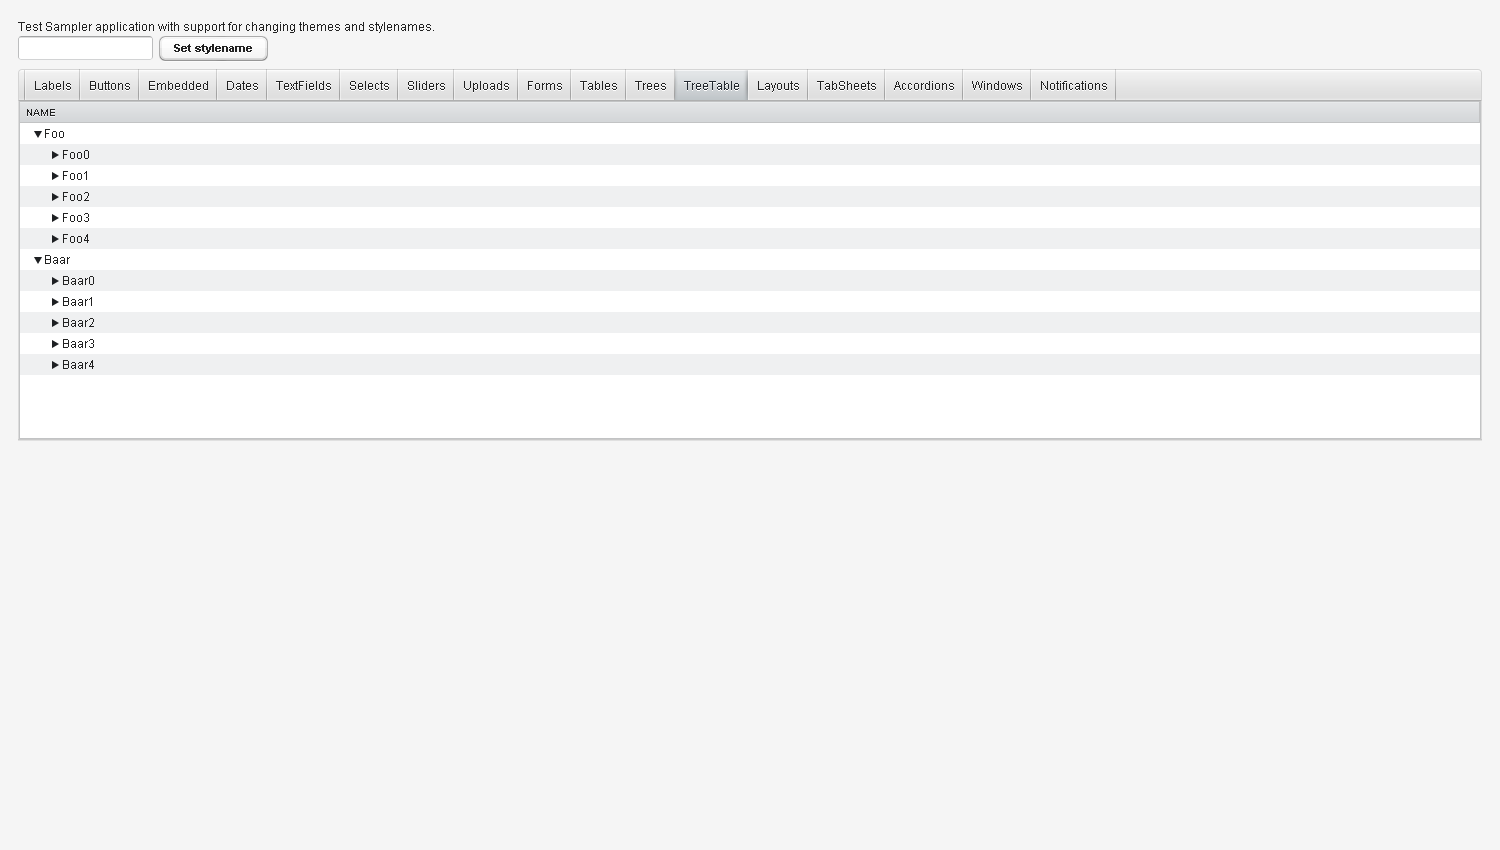 Test Sampler application with support for changing themes and stylenames.
Set stylename
Labels Buttons Embedded Dates TextFields Selects Sliders Uploads Forms Tables Trees TreeTable Layouts TabSheets Accordions Windows Notifications
NAME
Foo
Foo0
Foo1
Foo2
Foo3
Foo4
Baar
Baar0
Baar1
Baar2
Baar3
Baar4